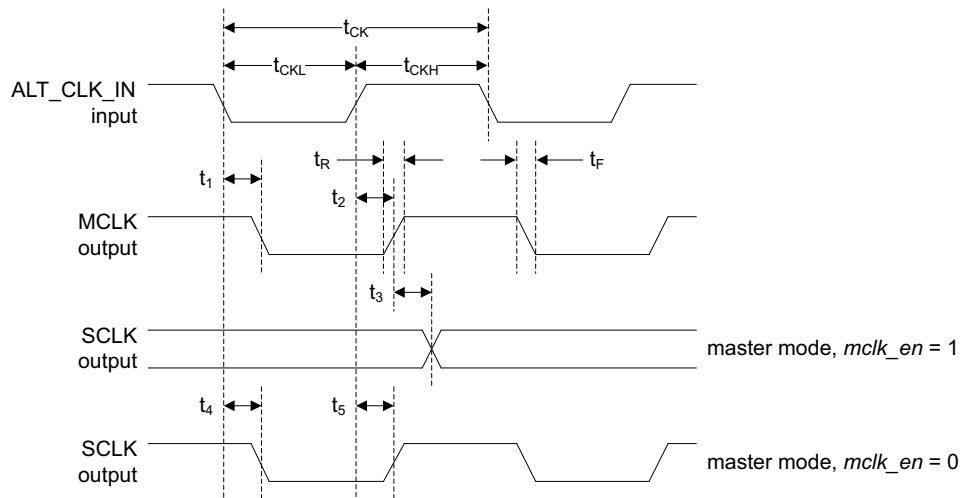 tCK
tCKL
tCKH
ALT_CLK_IN
input
tR
tF
t1
t2
MCLK
output
t3
SCLK
output
master mode, mclk_en = 1
t4
t5
SCLK
output
master mode, mclk_en = 0